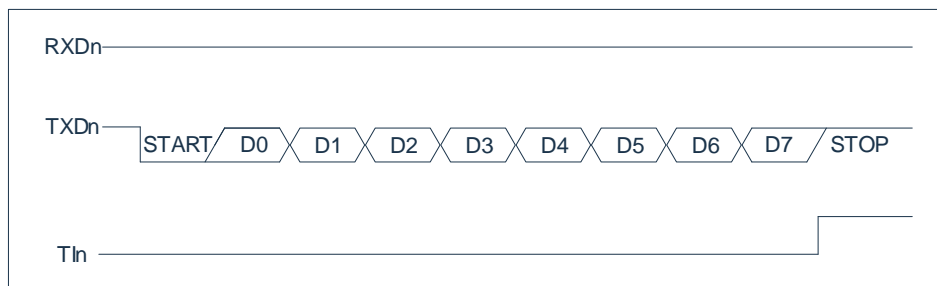 RXDn
TXDn
START D0 D1 D2 D3 D4 D5 D6 D7 STOP
TIn